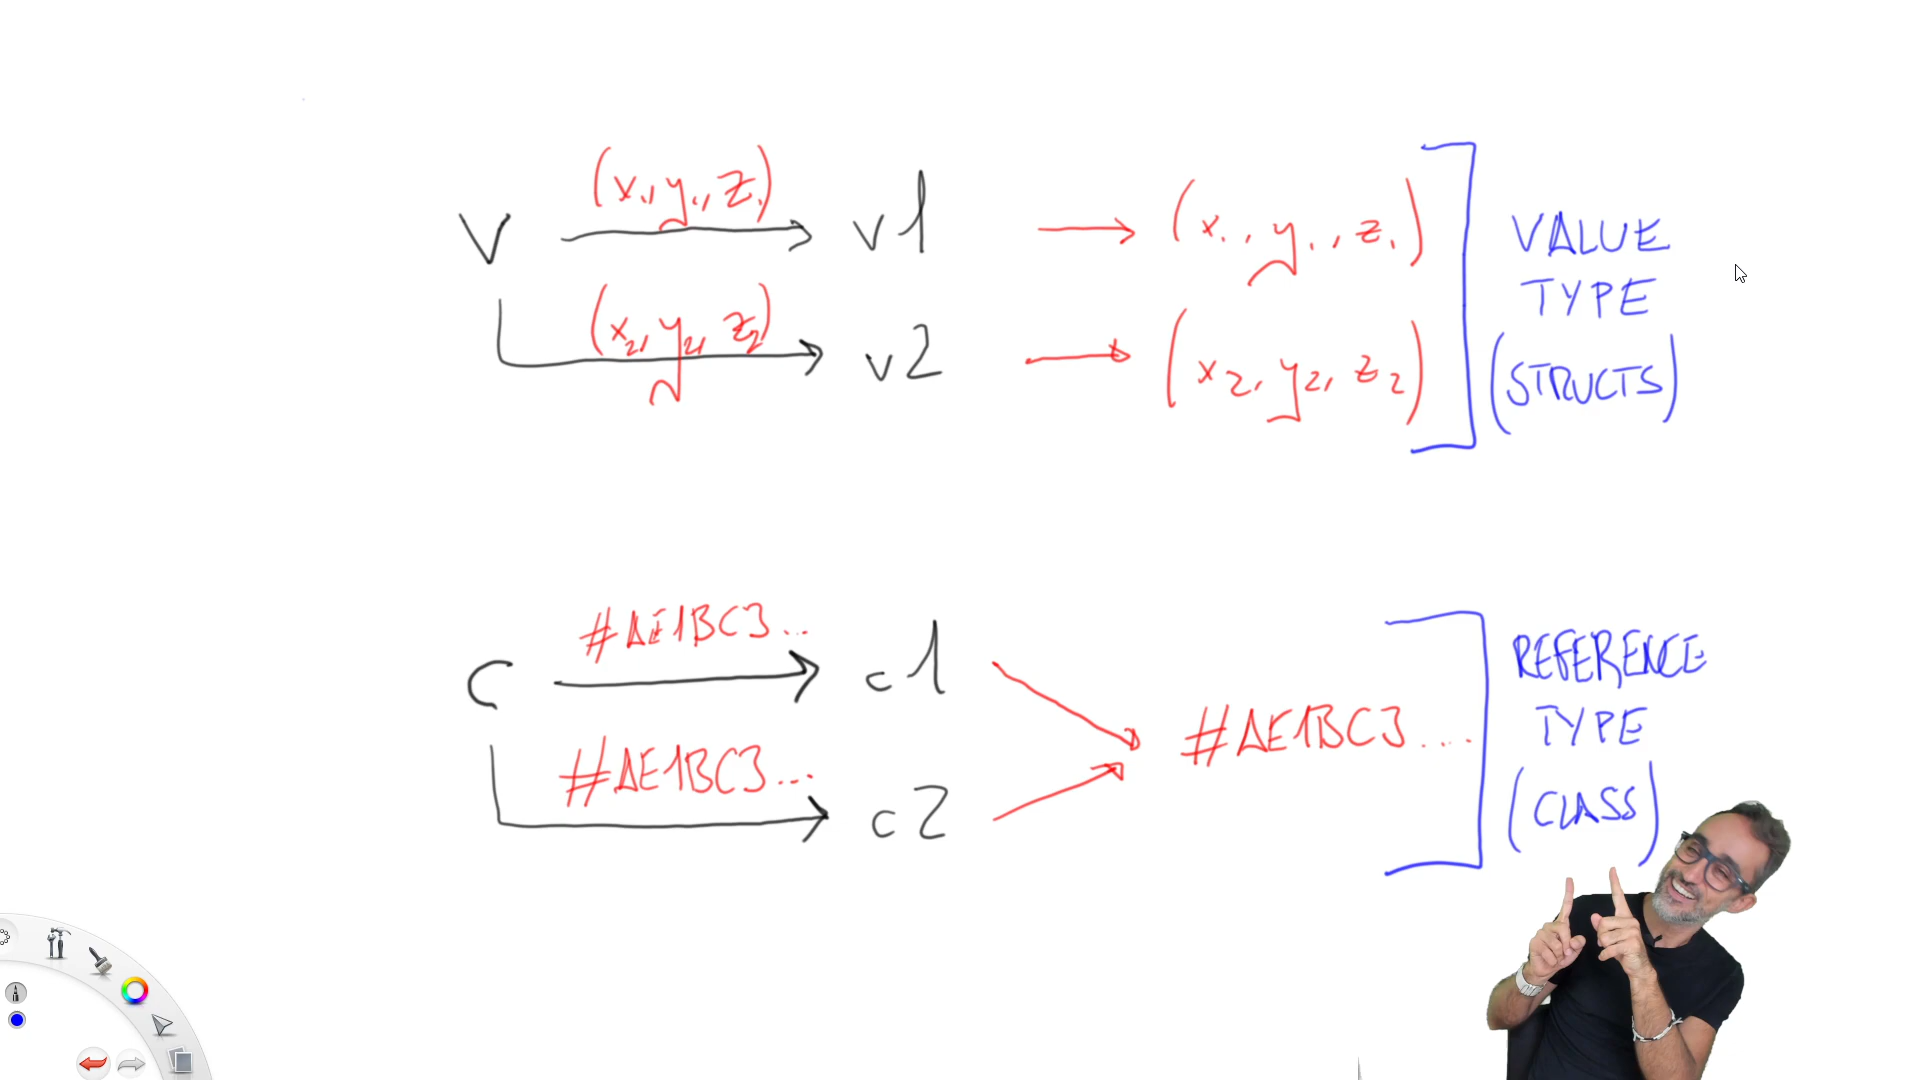 (x₁, y₁, z₁)
v v1 (x₁, y₁, z₁)
(x₂, y₂, z₂)
v2 (x₂, y₂, z₂)
VALUE
TYPE
(STRUCTS)
#AE1BC3...
c c1
#AE1BC3...
c2
#AE1BC3....
REFERENCE
TYPE
(CLASS)